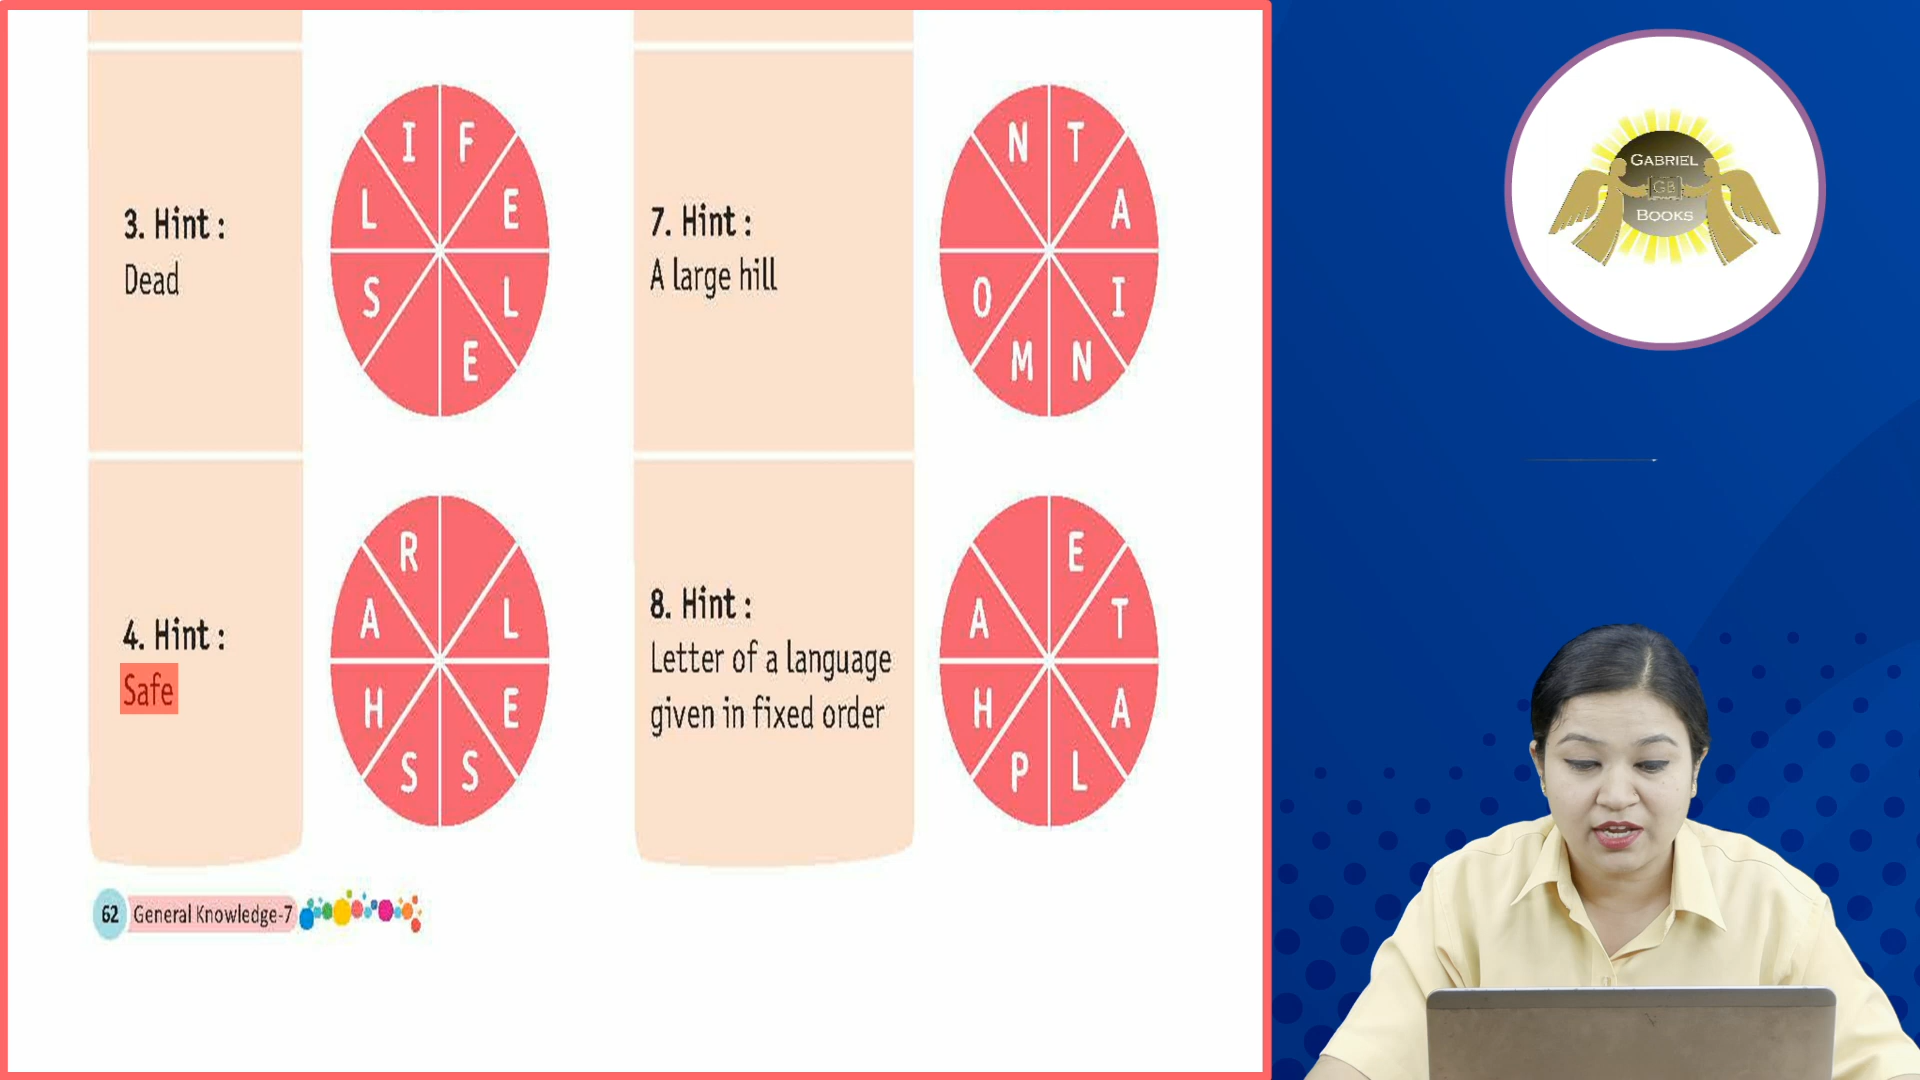 3. Hint :
Dead
I F
L E
S L
E
4. Hint :
Safe
R
A L
H E
S S
7. Hint :
A large hill
N T
A
O I
M N
8. Hint :
Letter of a language
given in fixed order
E
A T
H A
P L
62 General Knowledge-7
GABRIEL
GB
BOOKS